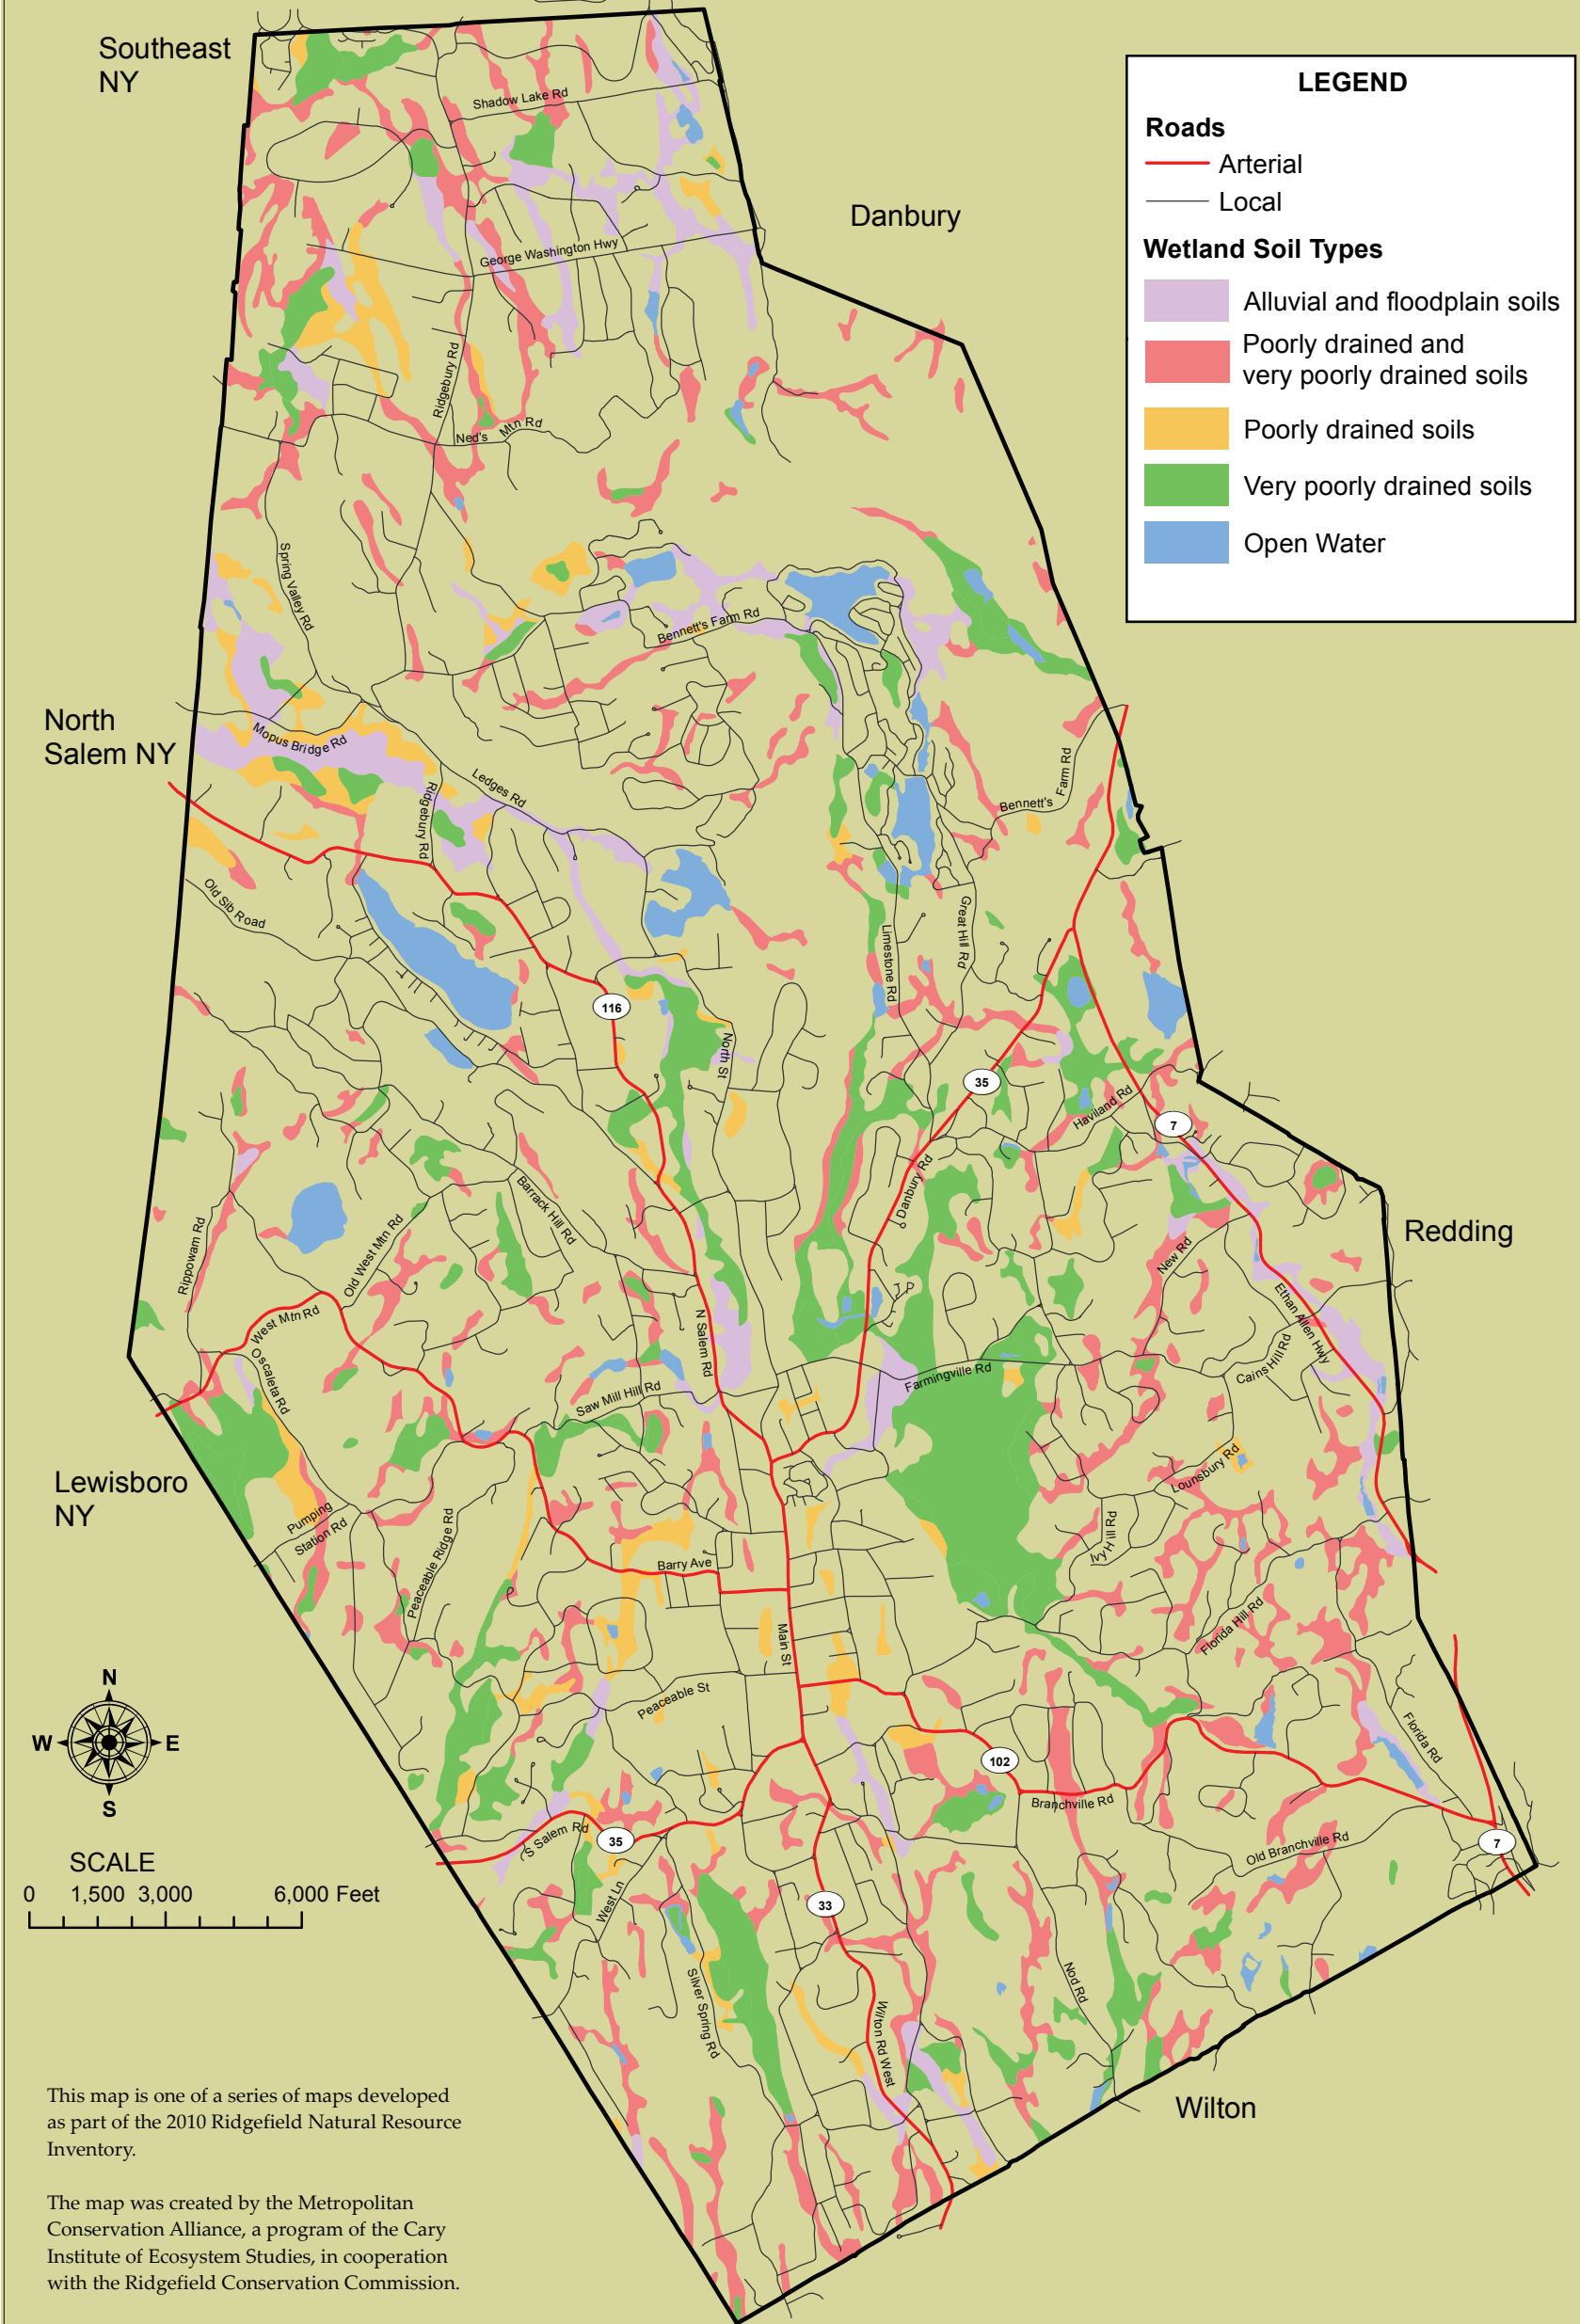 Southeast
NY
Shadow Lake Rd
Danbury
George Washington Hwy
Ridgebury Rd
Ned's
Mtn Rd
LEGEND
Roads
Arterial
Local
Wetland Soil Types
Alluvial and floodplain soils
Poorly drained and
very poorly drained soils
Poorly drained soils
Very poorly drained soils
Open Water
Spring Valley Rd
Bennett's Farm Rd
North
Salem NY
Mopus Bridge Rd
Ledges Rd
Ridgebury Rd
Bennett's
Farm Rd
Old Sib Road
Limestone Rd
Great Hill Rd
116
North St
35
Haviland Rd
7
Danbury Rd
Barrack Hill Rd
Rippowam Rd
Old West Mtn Rd
New Rd
Redding
West Mtn Rd
Oscaleta Rd
N Salem Rd
Ethan Allen Hwy
Cains Hill Rd
Farmingville Rd
Saw Mill Hill Rd
Lewisboro
NY
Lounsbury Rd
Pumping
Station Rd
Peaceable Ridge Rd
Ivy Hill Rd
Barry Ave
Main St
Florida Hill Rd
Peaceable St
Florida Rd
N
W
E
S
102
Branchville Rd
S Salem Rd
35
7
Old Branchville Rd
SCALE
0 1,500 3,000 6,000 Feet
West Ln
33
Silver Spring Rd
Nod Rd
Wilton Rd West
Wilton
This map is one of a series of maps developed
as part of the 2010 Ridgefield Natural Resource
Inventory.
The map was created by the Metropolitan
Conservation Alliance, a program of the Cary
Institute of Ecosystem Studies, in cooperation
with the Ridgefield Conservation Commission.